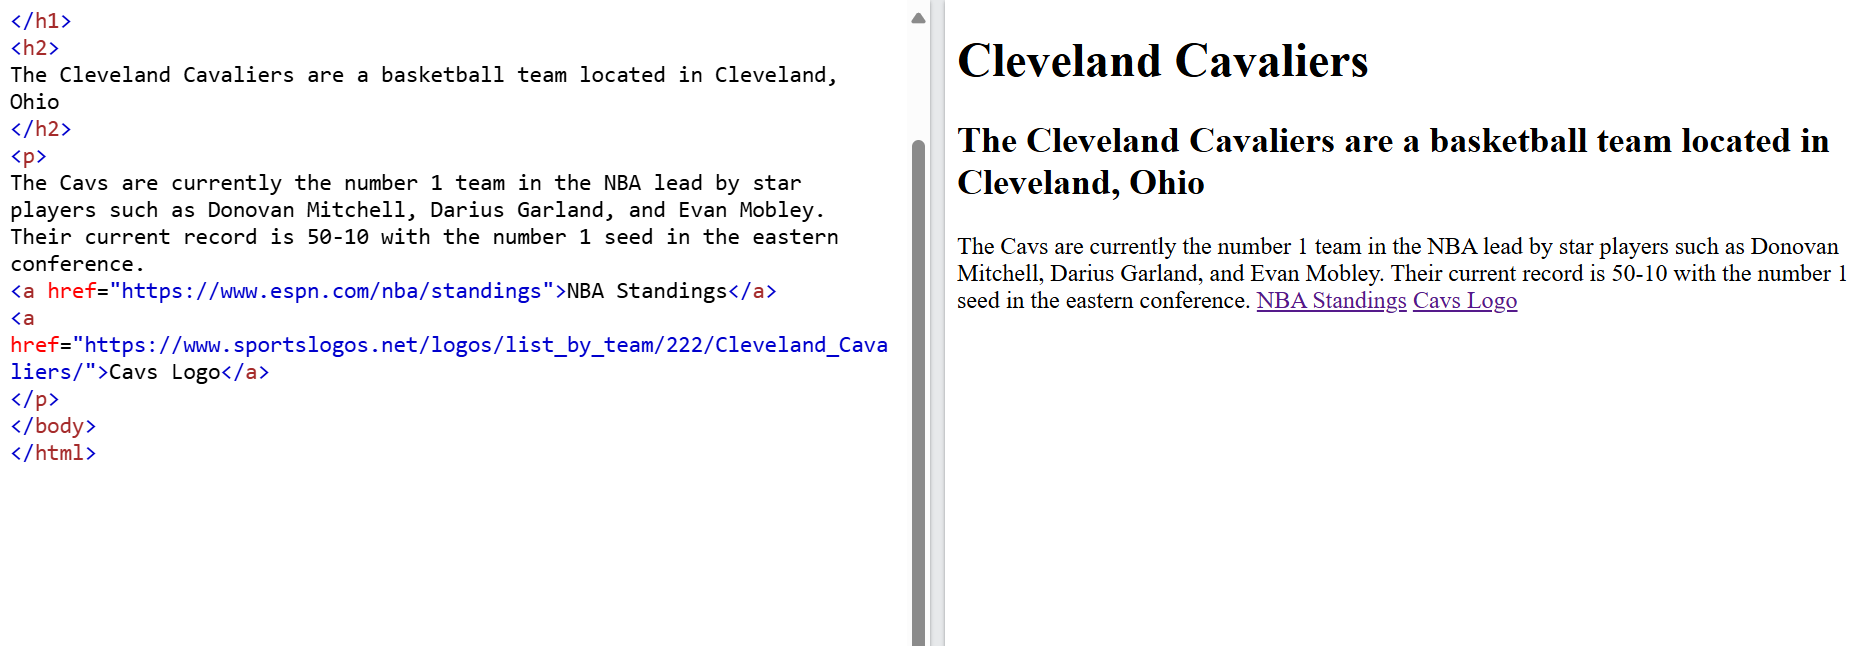 </h1>
<h2>
The Cleveland Cavaliers are a basketball team located in Cleveland,
Ohio
</h2>
<p>
The Cavs are currently the number 1 team in the NBA lead by star
players such as Donovan Mitchell, Darius Garland, and Evan Mobley.
Their current record is 50-10 with the number 1 seed in the eastern
conference.
<a href="https://www.espn.com/nba/standings">NBA Standings</a>
<a
href="https://www.sportslogos.net/logos/list_by_team/222/Cleveland_Cava
liers/">Cavs Logo</a>
</p>
</body>
</html>
Cleveland Cavaliers
The Cleveland Cavaliers are a basketball team located in
Cleveland, Ohio
The Cavs are currently the number 1 team in the NBA lead by star players such as Donovan
Mitchell, Darius Garland, and Evan Mobley. Their current record is 50-10 with the number 1
seed in the eastern conference. NBA Standings Cavs Logo